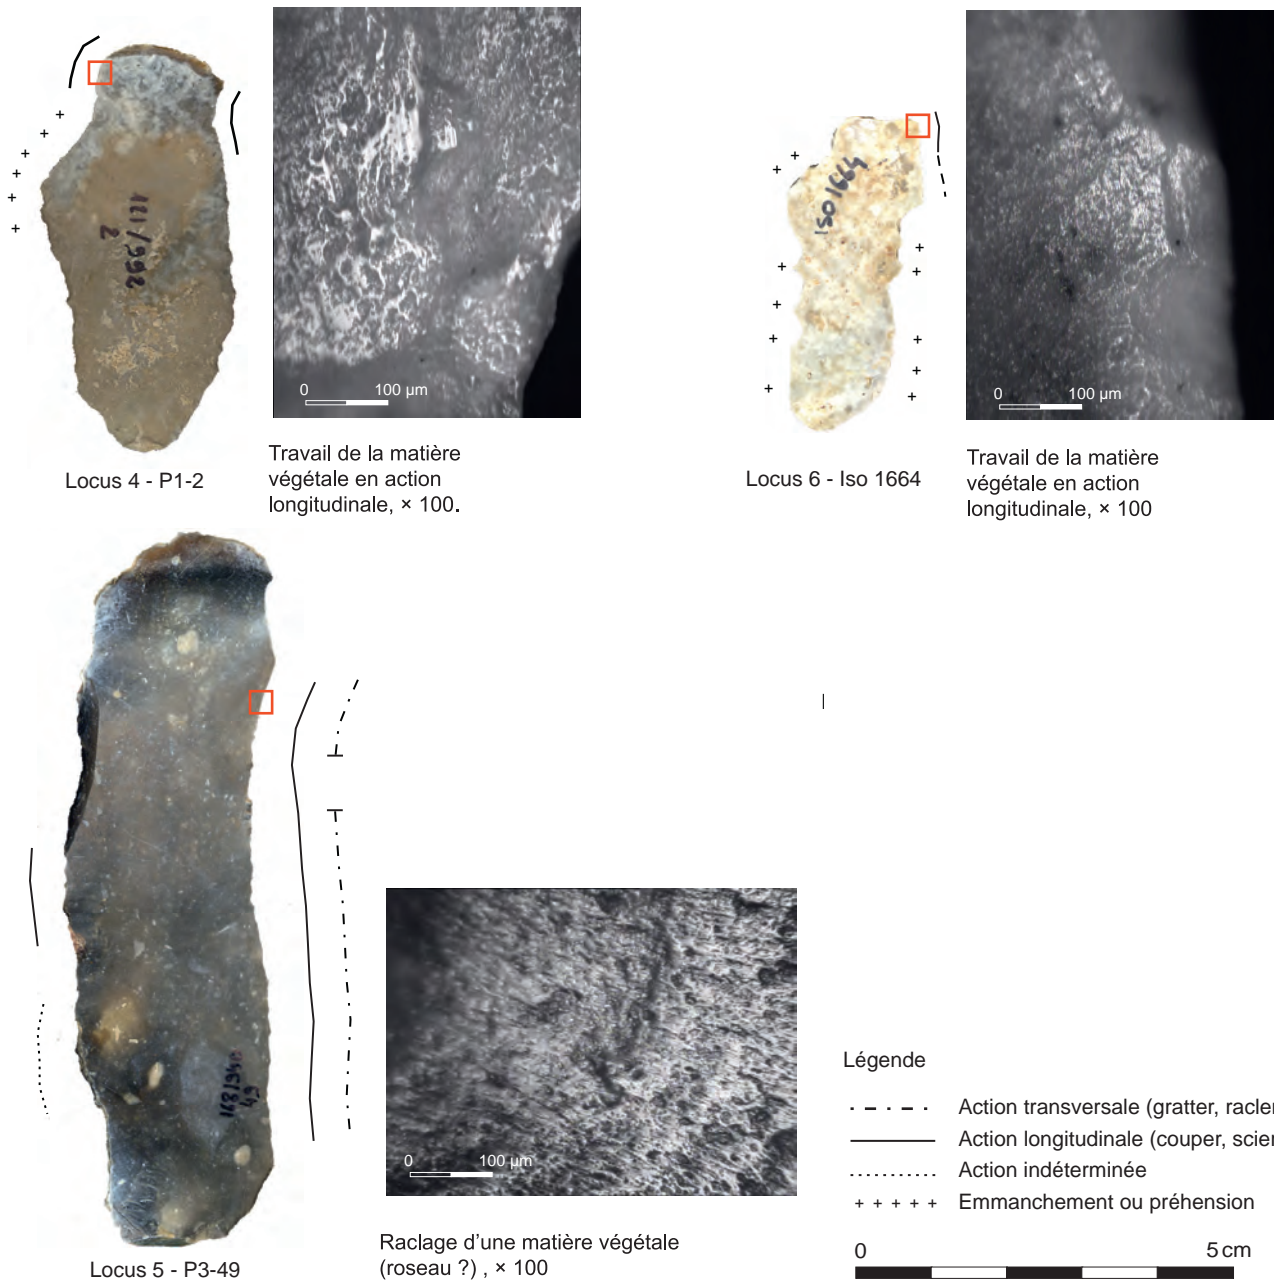 0
100 µm
Locus 4 - P1-2
Travail de la matière
végétale en action
longitudinale, × 100.
Iso 1664
0
100 µm
Locus 6 - Iso 1664
Travail de la matière
végétale en action
longitudinale, × 100
0
100 µm
Locus 5 - P3-49
Raclage d'une matière végétale
(roseau ?) , × 100
Légende
Action transversale (gratter, racler
Action longitudinale (couper, scier
Action indéterminée
+ + + + + Emmanchement ou préhension
0
5 cm